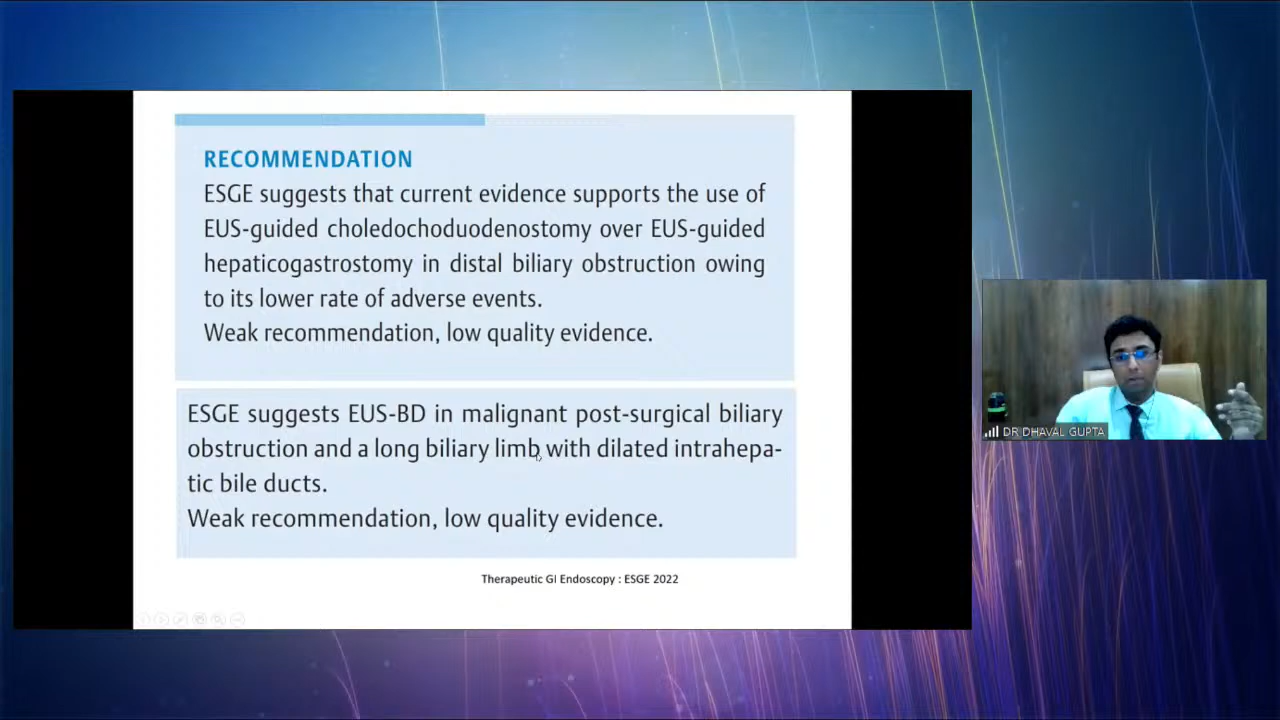 RECOMMENDATION
ESGE suggests that current evidence supports the use of
EUS-guided choledochoduodenostomy over EUS-guided
hepaticogastrostomy in distal biliary obstruction owing
to its lower rate of adverse events.
Weak recommendation, low quality evidence.
ESGE suggests EUS-BD in malignant post-surgical biliary
obstruction and a long biliary limb with dilated intrahepa-
tic bile ducts.
Weak recommendation, low quality evidence.
Therapeutic GI Endoscopy : ESGE 2022
DR DHAVAL GUPTA